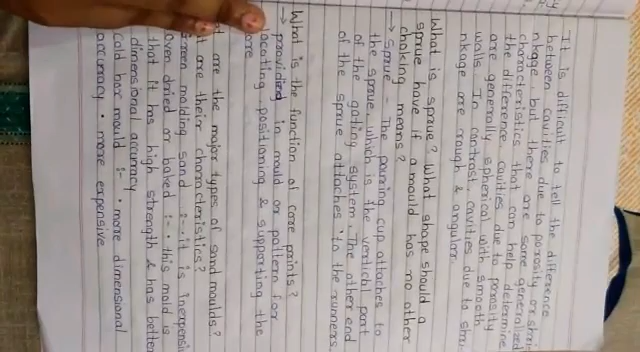 It is difficult to tell the difference
between cavities due to porosity or shri-
nkage, but there are some generalized
characteristics that can help determine
the difference. cavities due to porosity
are generally spherical with smooth
walls. In contrast, cavities due to shri-
nkage are rough & angular.
What is sprue? What shape should a
sprue have if a mould has no other
choking means?
→ Sprue - The pouring cup attaches to
the sprue, which is the verticle part
of the gating system. The other end
of the sprue attaches to the runners.
What is the function of core prints?
→ provided in mould or pattern for
ocating, positioning & supporting the
core
t are the major types of sand moulds?
t are their characteristics?
reen molding sand :- · it is inexpensi
oven dried or baked :- · this mold is
that it has high strength & has better
dimensional accuracy
cold box mould :- · more dimensional
accuracy · more expensive